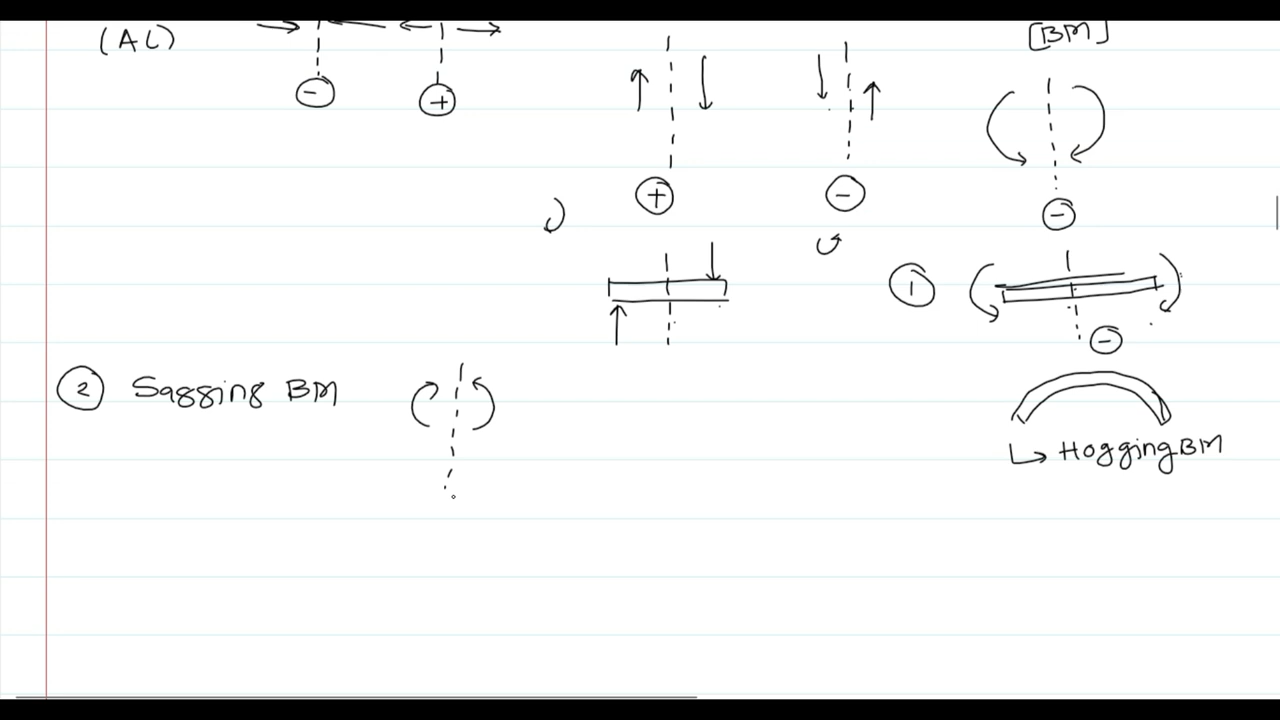 (AL)
[BM]
- +
+ - -
1
-
2 Sagging BM
Hogging BM